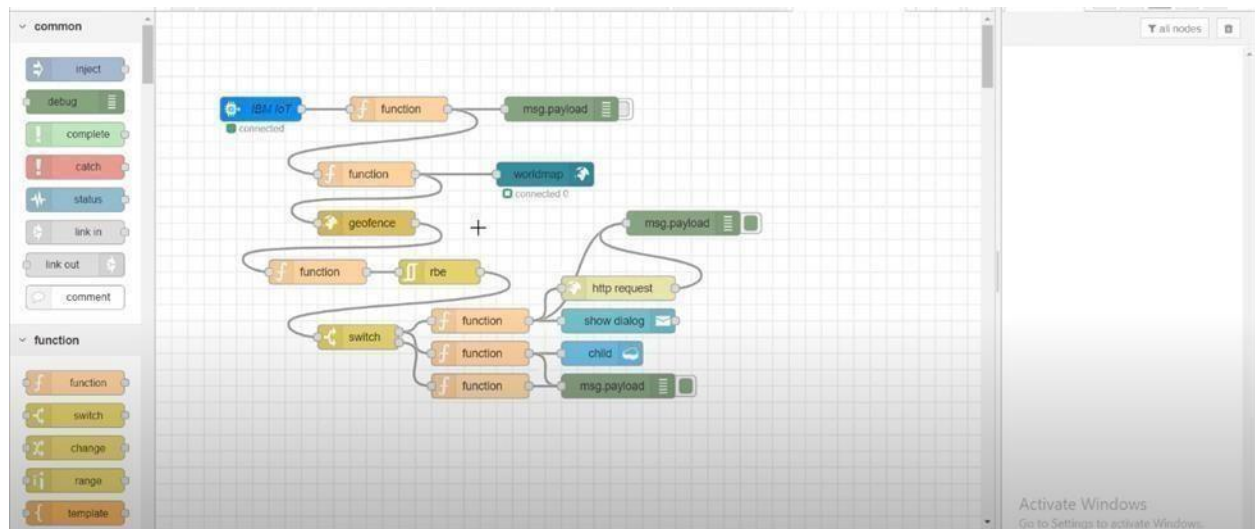 common
inject
debug
complete
catch
status
link in
link out
comment
function
function
switch
change
range
template
IBM IoT
connected
function
msg.payload
function
worldmap
connected 0
geofence
msg.payload
function
rbe
http request
switch
function
show dialog
function
child
function
msg.payload
all nodes
Activate Windows
Go to Settings to activate Windows.